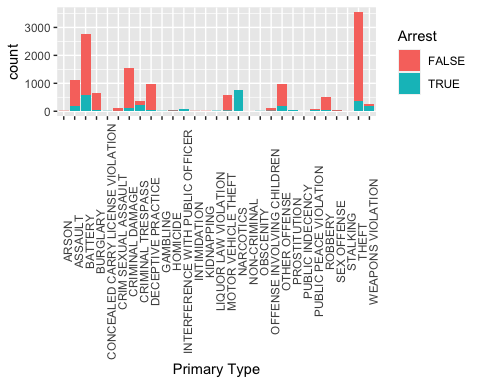 count
3000
2000
1000
0
ARSON
ASSAULT
BATTERY
BURGLARY
CONCEALED CARRY LICENSE VIOLATION
CRIM SEXUAL ASSAULT
CRIMINAL DAMAGE
CRIMINAL TRESPASS
DECEPTIVE PRACTICE
GAMBLING
HOMICIDE
INTERFERENCE WITH PUBLIC OFFICER
INTIMIDATION
KIDNAPPING
LIQUOR LAW VIOLATION
MOTOR VEHICLE THEFT
NARCOTICS
NON-CRIMINAL
OBSCENITY
OFFENSE INVOLVING CHILDREN
OTHER OFFENSE
PROSTITUTION
PUBLIC INDECENCY
PUBLIC PEACE VIOLATION
ROBBERY
SEX OFFENSE
STALKING
THEFT
WEAPONS VIOLATION
Primary Type
Arrest
FALSE
TRUE